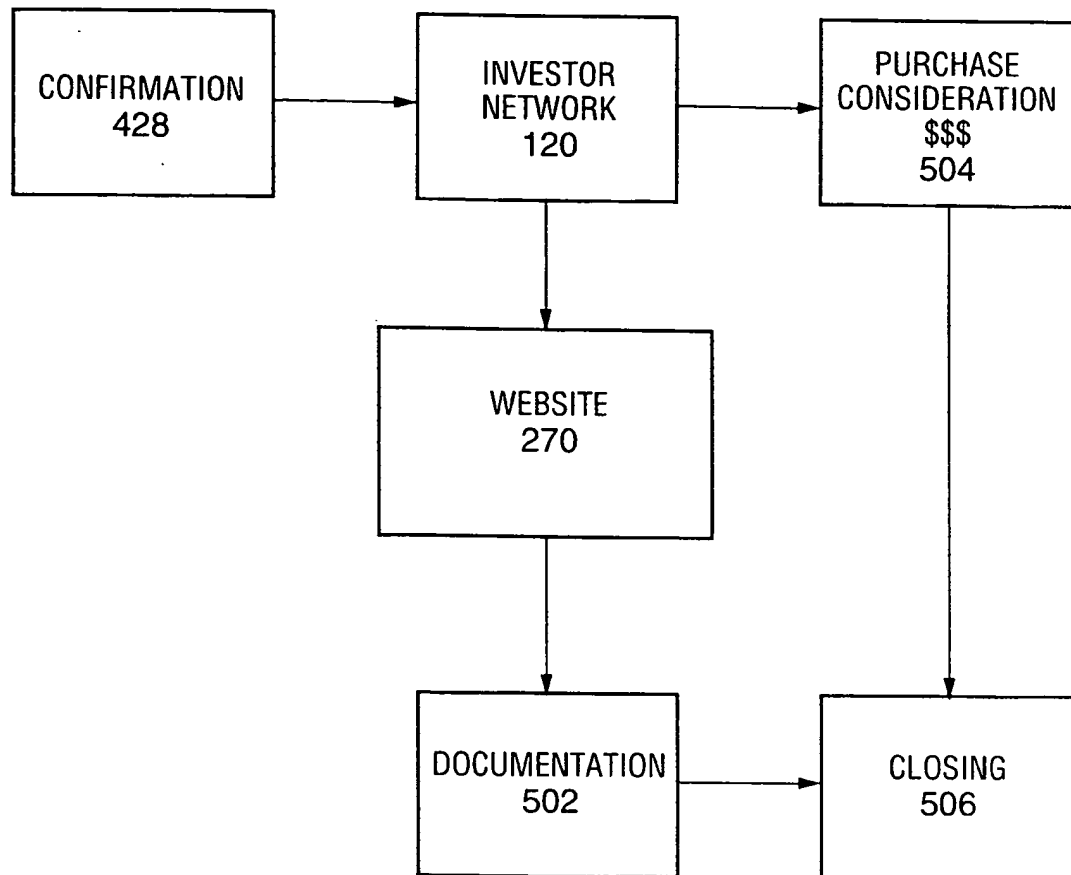 CONFIRMATION
428
INVESTOR
NETWORK
120
PURCHASE
CONSIDERATION
$$$
504
WEBSITE
270
DOCUMENTATION
502
CLOSING
506